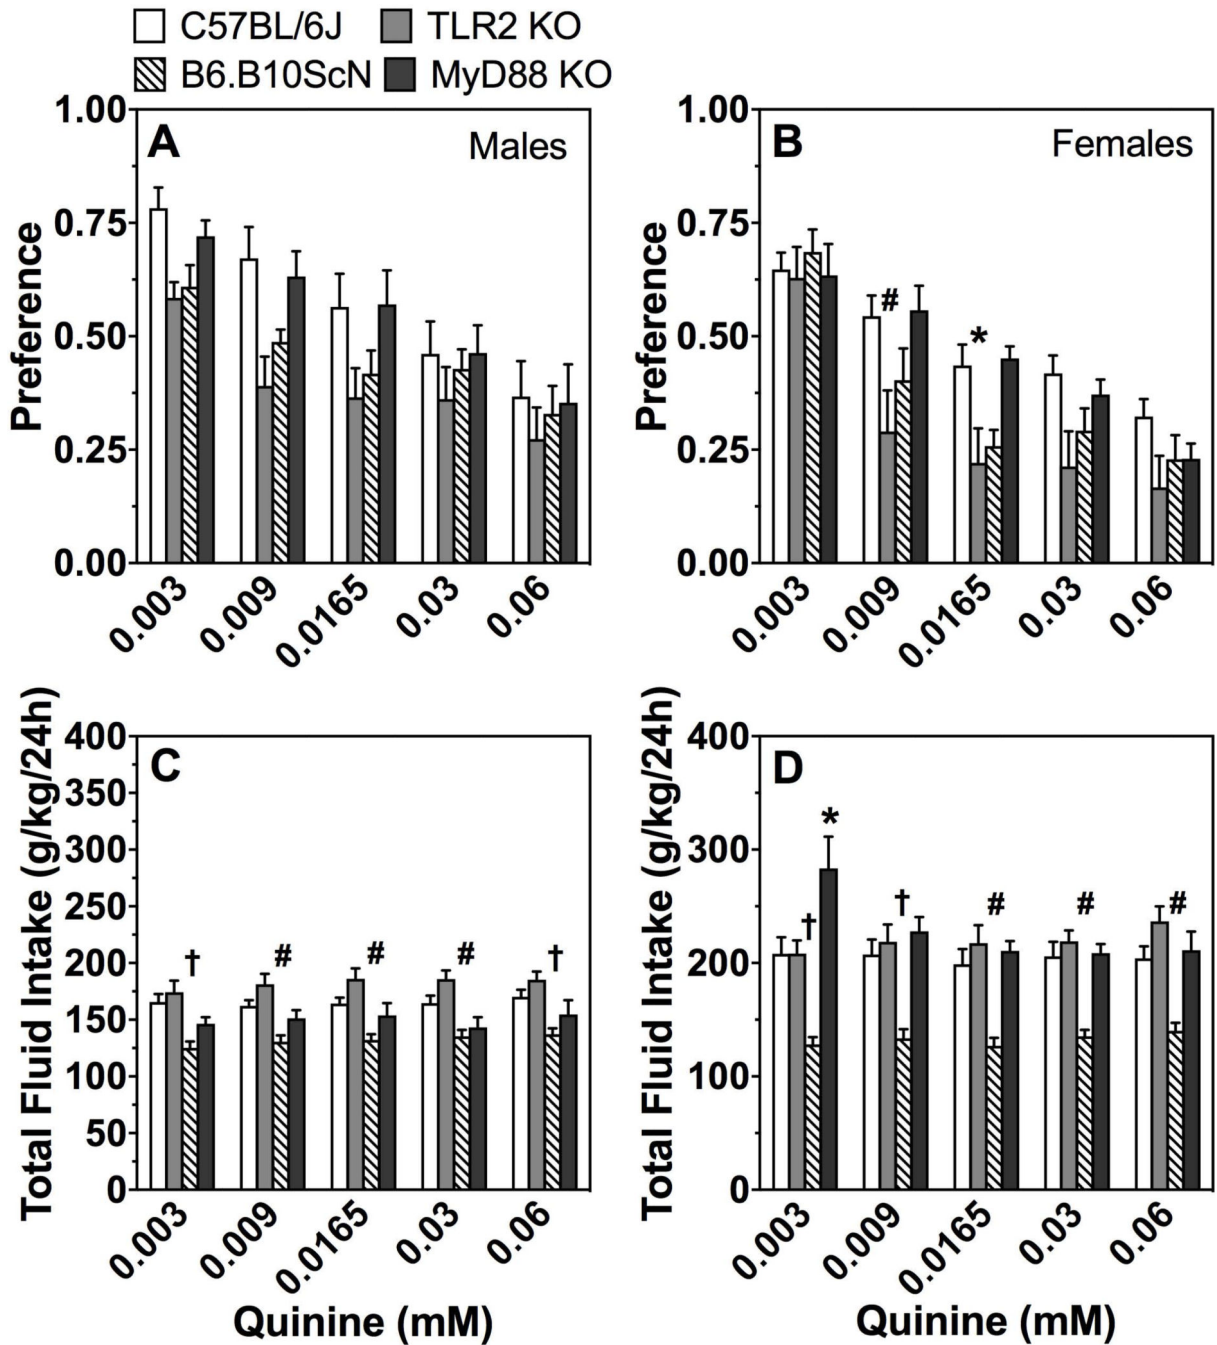 C57BL/6J TLR2 KO
B6.B10ScN MyD88 KO
A Males
Preference
1.00
0.75
0.50
0.25
0.00
0.003 0.009 0.0165 0.03 0.06
B Females
Preference
1.00
0.75
# 
0.50 *
0.25
0.00
0.003 0.009 0.0165 0.03 0.06
C
Total Fluid Intake (g/kg/24h)
400
350
300
250
200
† # # # †
150
100
50
0
0.003 0.009 0.0165 0.03 0.06
Quinine (mM)
D
Total Fluid Intake (g/kg/24h)
400
300
*
† † # # #
200
100
0
0.003 0.009 0.0165 0.03 0.06
Quinine (mM)